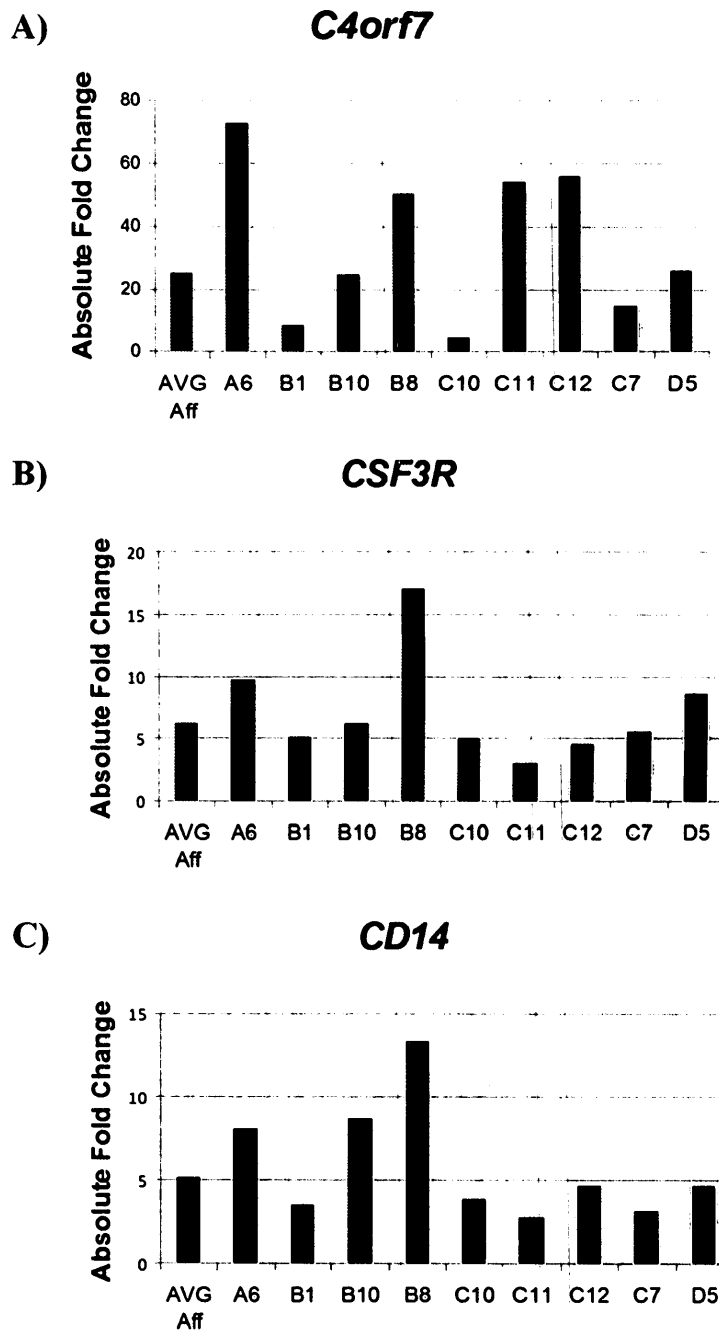 A)
C4orf7
Absolute Fold Change
80
60
40
20
0
AVG Aff A6 B1 B10 B8 C10 C11 C12 C7 D5
B)
CSF3R
Absolute Fold Change
20
15
10
5
0
AVG Aff A6 B1 B10 B8 C10 C11 C12 C7 D5
C)
CD14
Absolute Fold Change
15
10
5
0
AVG Aff A6 B1 B10 B8 C10 C11 C12 C7 D5